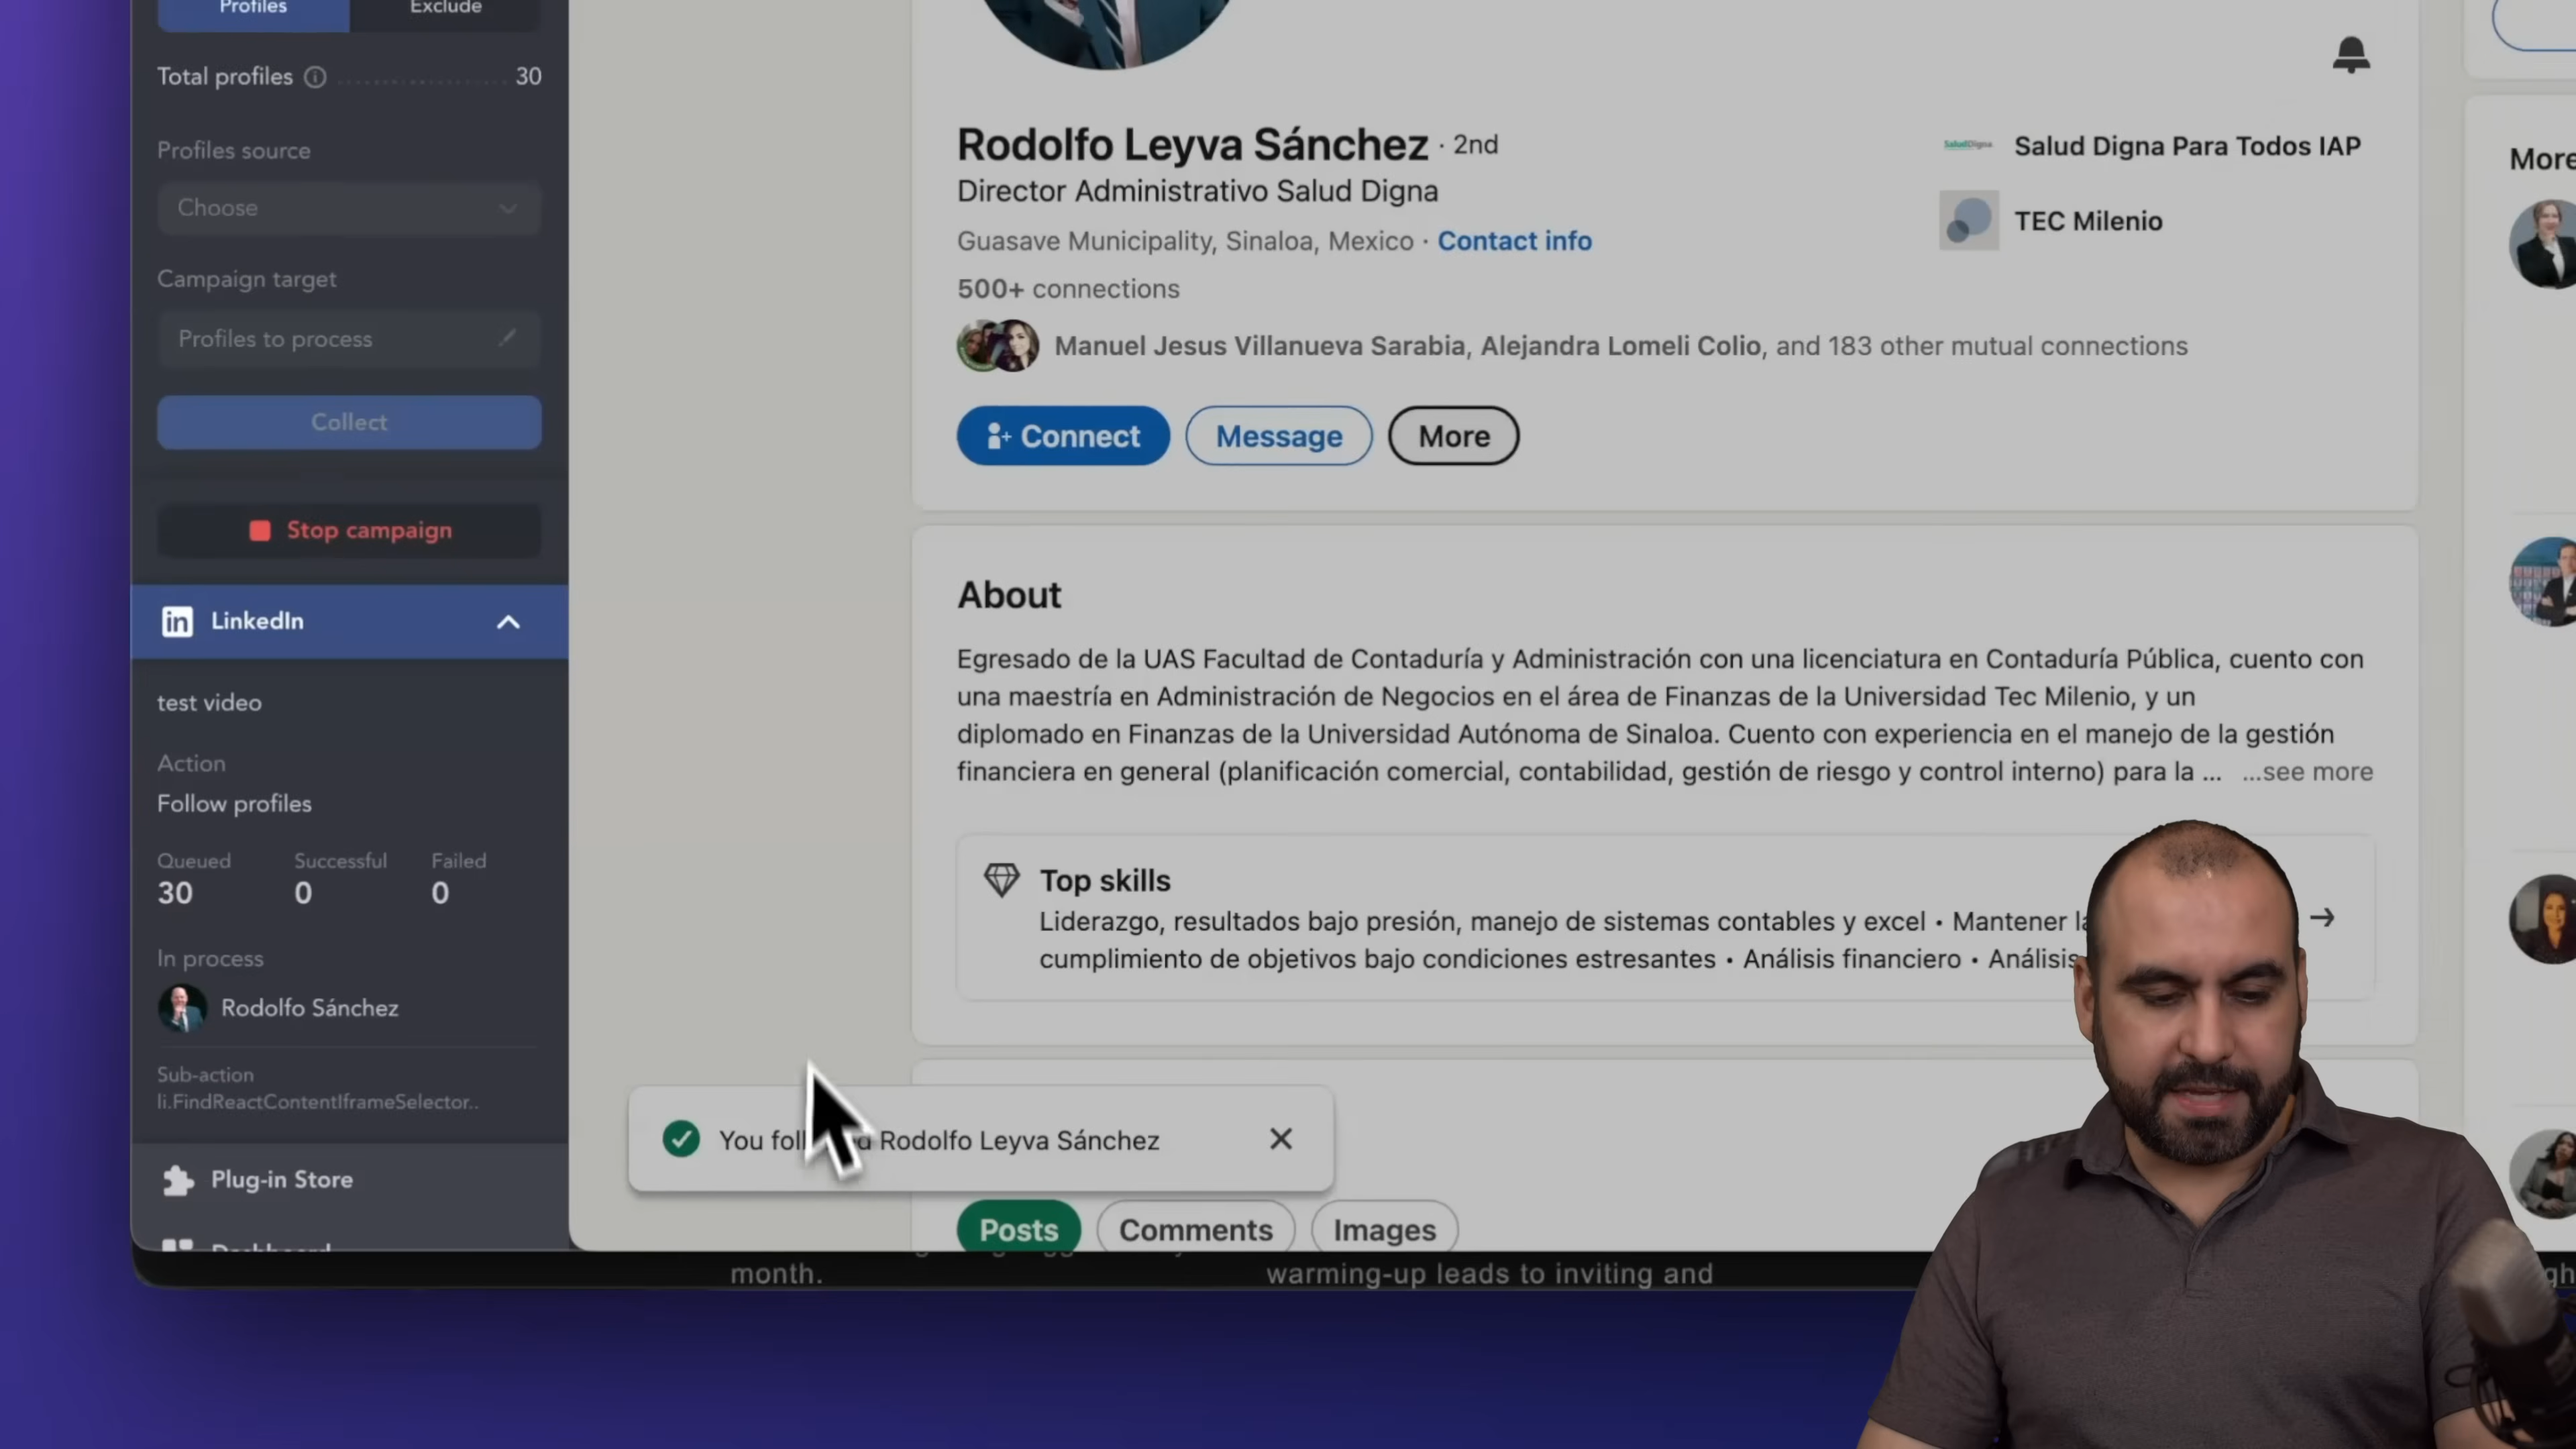 Profiles
Exclude
Total profiles
30
Profiles source
Choose
Campaign target
Profiles to process
Collect
Stop campaign
LinkedIn
test video
Action
Follow profiles
Queued Successful Failed
30 0 0
In process
Rodolfo Sánchez
Sub-action
li.FindReactContentIframeSelector..
Plug-in Store
Dashboard
Rodolfo Leyva Sánchez · 2nd
Director Administrativo Salud Digna
Guasave Municipality, Sinaloa, Mexico · Contact info
500+ connections
Manuel Jesus Villanueva Sarabia, Alejandra Lomeli Colio, and 183 other mutual connections
Connect
Message
More
SaludDigna
Salud Digna Para Todos IAP
TEC Milenio
About
Egresado de la UAS Facultad de Contaduría y Administración con una licenciatura en Contaduría Pública, cuento con
una maestría en Administración de Negocios en el área de Finanzas de la Universidad Tec Milenio, y un
diplomado en Finanzas de la Universidad Autónoma de Sinaloa. Cuento con experiencia en el manejo de la gestión
financiera en general (planificación comercial, contabilidad, gestión de riesgo y control interno) para la ... ...see more
Top skills
Liderazgo, resultados bajo presión, manejo de sistemas contables y excel • Mantener
cumplimiento de objetivos bajo condiciones estresantes • Análisis financiero • Análisis
You Rodolfo Leyva Sánchez
Posts
Comments
Images
month.
warming-up leads to inviting and
More